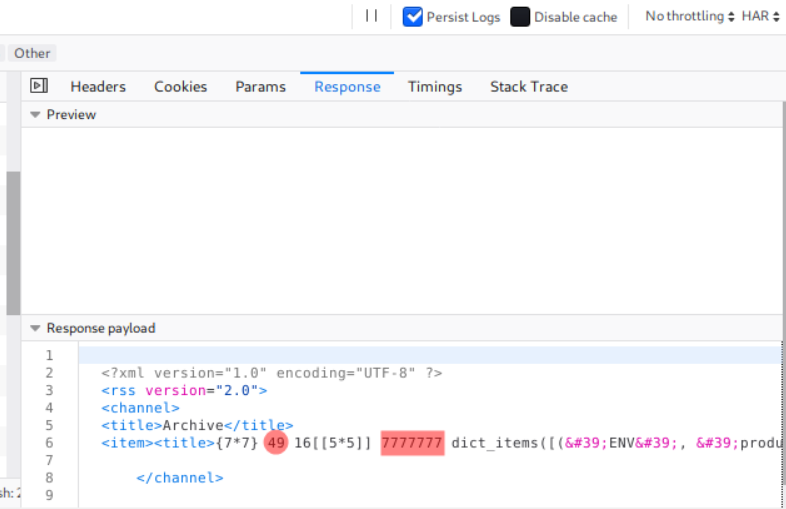 Persist Logs Disable cache No throttling HAR
Other
Headers Cookies Params Response Timings Stack Trace
Preview
Response payload
1
2 <?xml version="1.0" encoding="UTF-8" ?>
3 <rss version="2.0">
4 <channel>
5 <title>Archive</title>
6 <item><title>{7*7} 49 16[[5*5]] 7777777 dict_items([(&#39;ENV&#39;, &#39;produ
7
8 </channel>
9
sh: 2